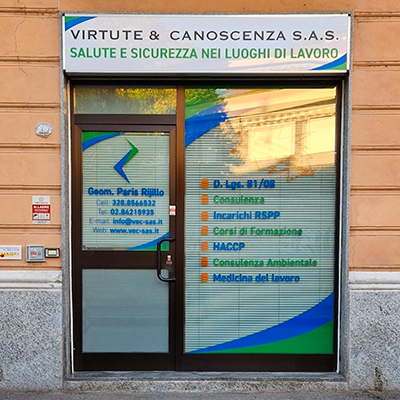 VIRTUTE & CANOSCENZA S.A.S.
SALUTE E SICUREZZA NEI LUOGHI DI LAVORO
Geom. Paris Rijillo
Cell: 328.8566532
Tel: 02.84215935
E-mail: info@vec-sas.it
Web: www.vec-sas.it
D. Lgs. 81/08
Consulenza
Incarichi RSPP
Corsi di Formazione
HACCP
Consulenza Ambientale
Medicina del lavoro